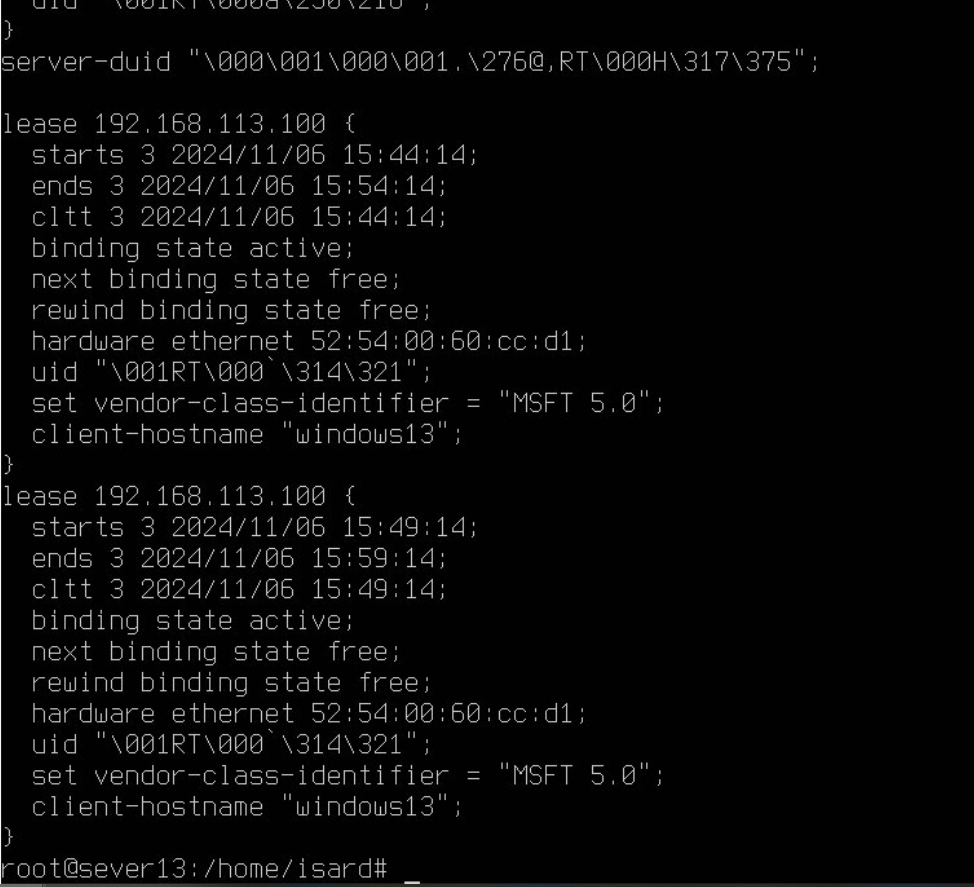 }
server-duid "\000\001\000\001.\276@,RT\000H\317\375";
lease 192.168.113.100 {
  starts 3 2024/11/06 15:44:14;
  ends 3 2024/11/06 15:54:14;
  cltt 3 2024/11/06 15:44:14;
  binding state active;
  next binding state free;
  rewind binding state free;
  hardware ethernet 52:54:00:60:cc:d1;
  uid "\001RT\000`\314\321";
  set vendor-class-identifier = "MSFT 5.0";
  client-hostname "windows13";
}
lease 192.168.113.100 {
  starts 3 2024/11/06 15:49:14;
  ends 3 2024/11/06 15:59:14;
  cltt 3 2024/11/06 15:49:14;
  binding state active;
  next binding state free;
  rewind binding state free;
  hardware ethernet 52:54:00:60:cc:d1;
  uid "\001RT\000`\314\321";
  set vendor-class-identifier = "MSFT 5.0";
  client-hostname "windows13";
}
root@sever13:/home/isard# _